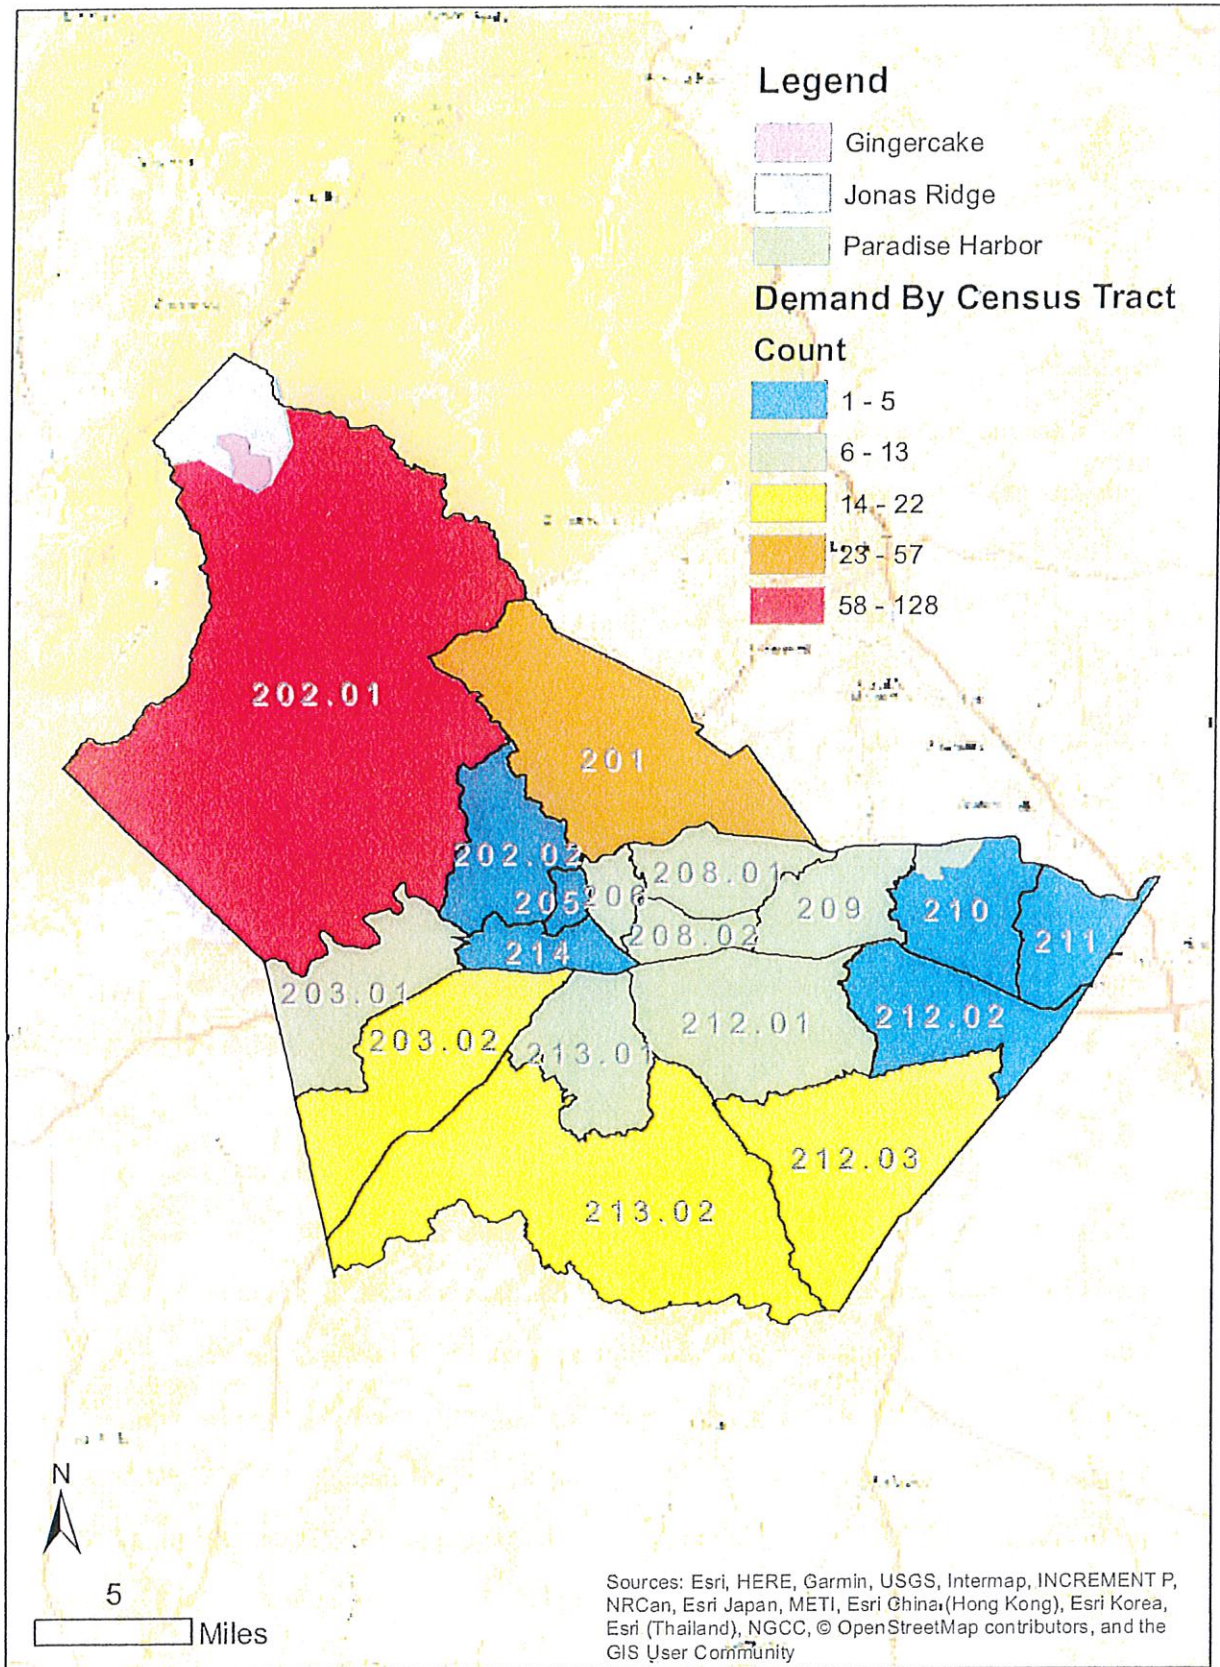 Legend
Gingercake
Jonas Ridge
Paradise Harbor
Demand By Census Tract
Count
1 - 5
6 - 13
14 - 22
23 - 57
58 - 128
202.01
201
202.02
208.01
205
206
209
210
208.02
211
214
203.01
212.01
212.02
203.02
213.01
212.03
213.02
N
5
Miles
Sources: Esri, HERE, Garmin, USGS, Intermap, INCREMENT P,
NRCan, Esri Japan, METI, Esri China (Hong Kong), Esri Korea,
Esri (Thailand), NGCC, © OpenStreetMap contributors, and the
GIS User Community